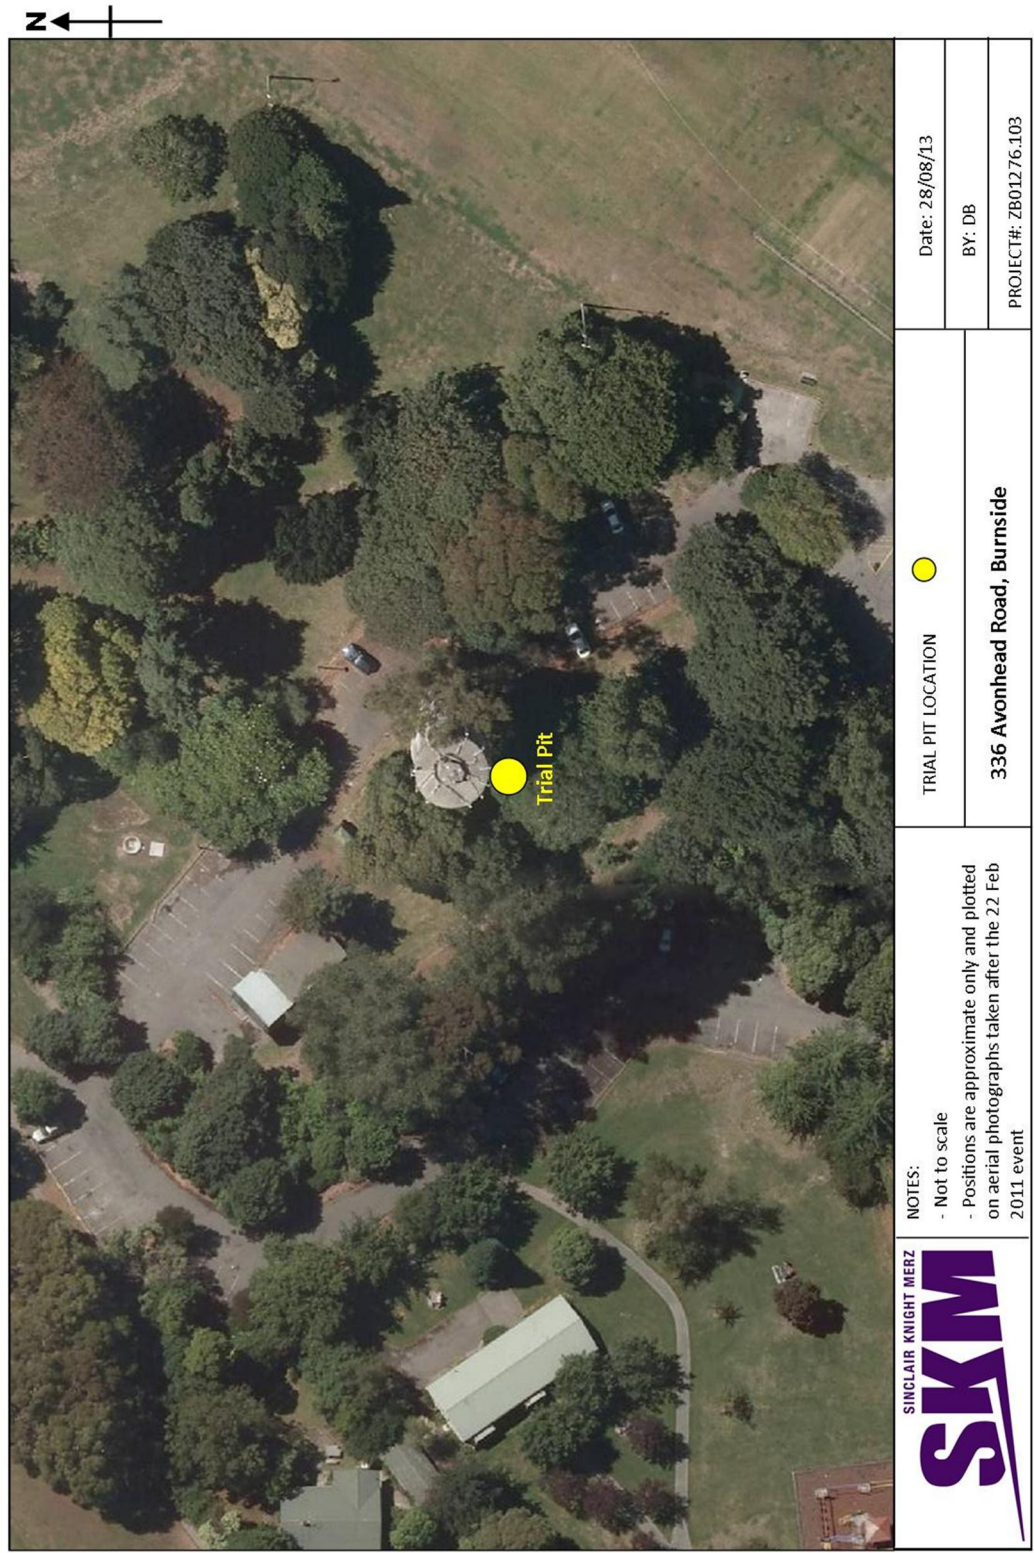 N
Trial Pit
SINCLAIR KNIGHT MERZ
SKM
NOTES:
- Not to scale
- Positions are approximate only and plotted
on aerial photographs taken after the 22 Feb
2011 event
TRIAL PIT LOCATION
336 Avonhead Road, Burnside
Date: 28/08/13
BY: DB
PROJECT#: ZB01276.103